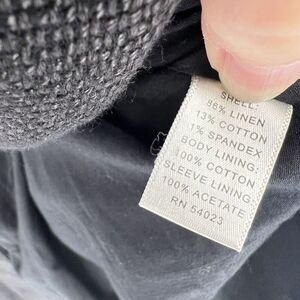 SHELL:
86% LINEN
13% COTTON
1% SPANDEX
BODY LINING:
100% COTTON
SLEEVE LINING:
100% ACETATE
RN 54023